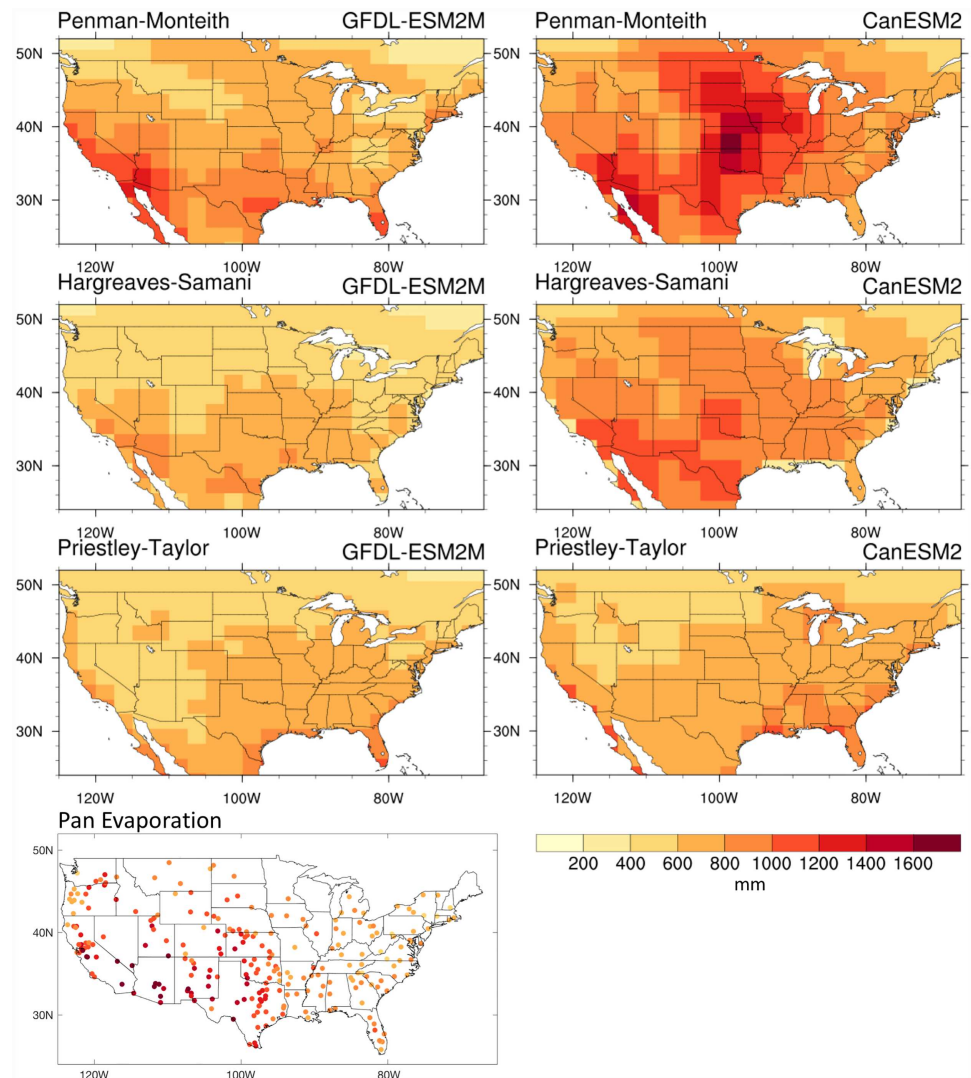 Penman-Monteith GFDL-ESM2M
50N
40N
30N
120W 100W 80W
Penman-Monteith CanESM2
50N
40N
30N
120W 100W 80W
Hargreaves-Samani GFDL-ESM2M
50N
40N
30N
120W 100W 80W
Hargreaves-Samani CanESM2
50N
40N
30N
120W 100W 80W
Priestley-Taylor GFDL-ESM2M
50N
40N
30N
120W 100W 80W
Priestley-Taylor CanESM2
50N
40N
30N
120W 100W 80W
Pan Evaporation
50N
40N
30N
120W 100W 80W
200 400 600 800 1000 1200 1400 1600
mm